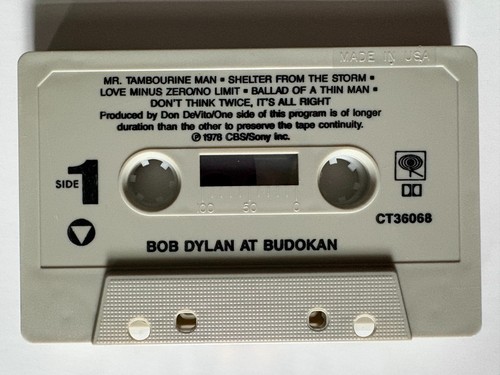 MADE IN USA
MR. TAMBOURINE MAN ▪ SHELTER FROM THE STORM ▪
LOVE MINUS ZERO/NO LIMIT ▪ BALLAD OF A THIN MAN ▪
DON'T THINK TWICE, IT'S ALL RIGHT
Produced by Don DeVito/One side of this program is of longer
duration than the other to preserve the tape continuity.
℗ 1978 CBS/Sony Inc.
SIDE 1
100 50 0
CT36068
BOB DYLAN AT BUDOKAN